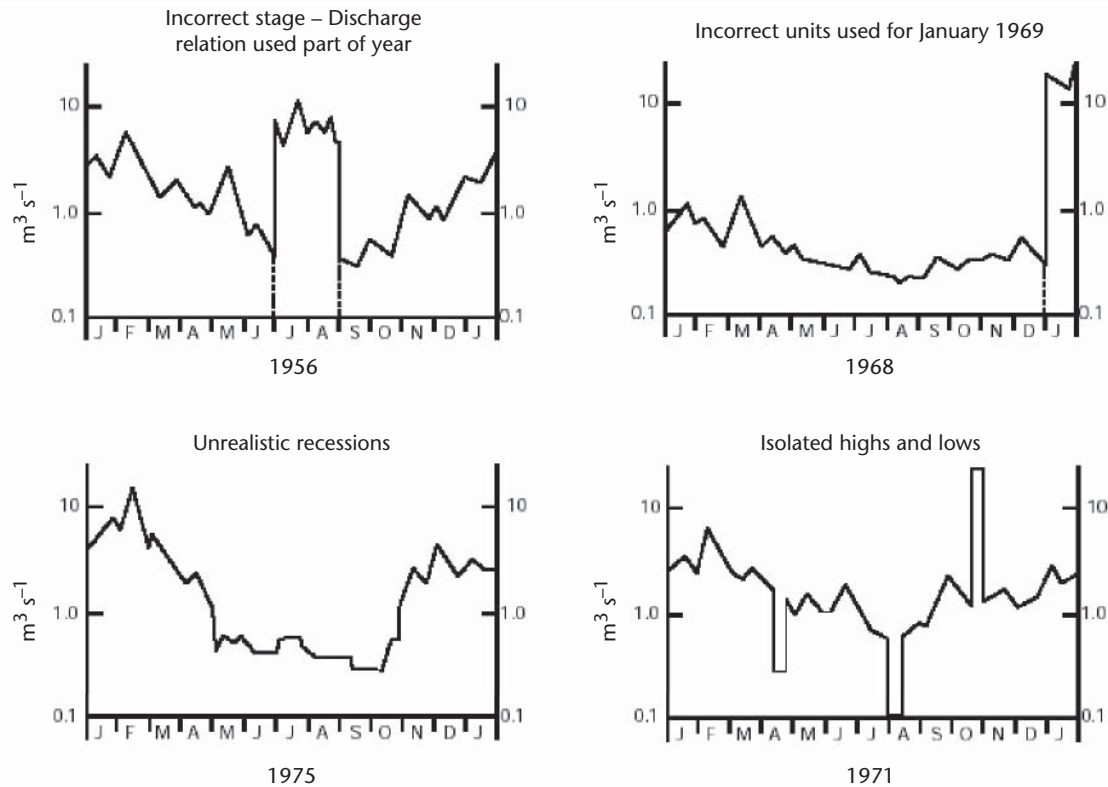 Incorrect stage – Discharge
relation used part of year
10 10
m³ s⁻¹
1.0 1.0
0.1 0.1
J F M A M J J A S O N D J
1956
Incorrect units used for January 1969
10 10
m³ s⁻¹
1.0 1.0
0.1 0.1
J F M A M J J A S O N D J
1968
Unrealistic recessions
10 10
m³ s⁻¹
1.0 1.0
0.1 0.1
J F M A M J J A S O N D J
1975
Isolated highs and lows
10 10
m³ s⁻¹
1.0 1.0
0.1 0.1
J F M A M J J A S O N D J
1971